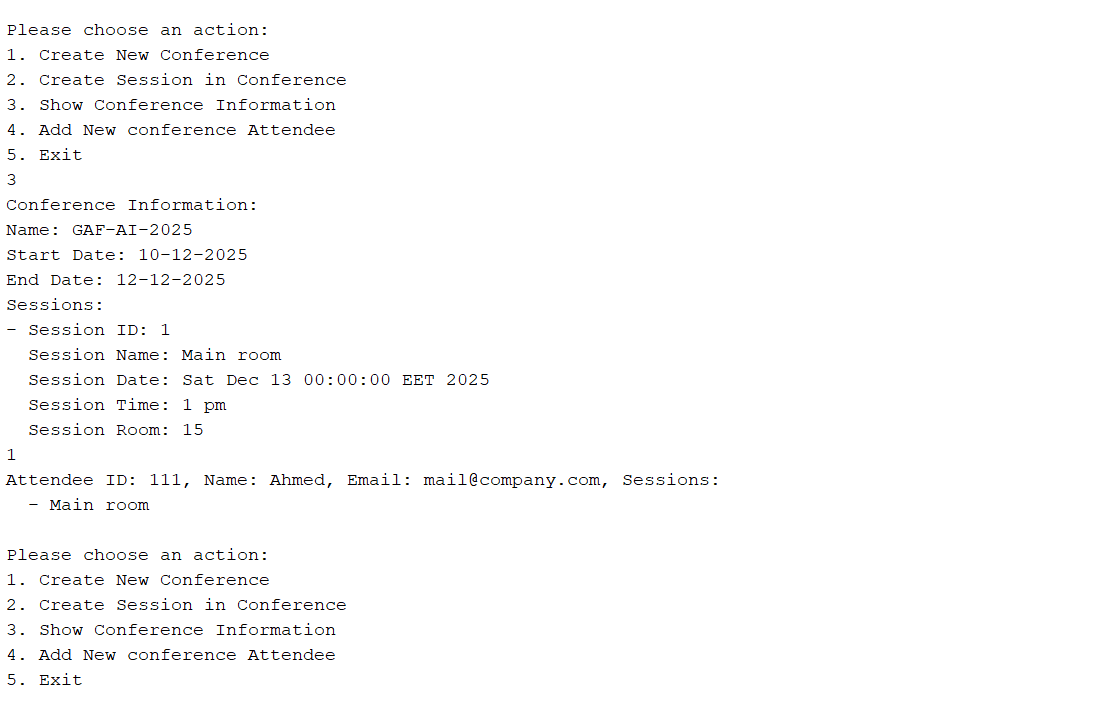 Please choose an action:
1. Create New Conference
2. Create Session in Conference
3. Show Conference Information
4. Add New conference Attendee
5. Exit
3
Conference Information:
Name: GAF-AI-2025
Start Date: 10-12-2025
End Date: 12-12-2025
Sessions:
- Session ID: 1
  Session Name: Main room
  Session Date: Sat Dec 13 00:00:00 EET 2025
  Session Time: 1 pm
  Session Room: 15
1
Attendee ID: 111, Name: Ahmed, Email: mail@company.com, Sessions:
  - Main room

Please choose an action:
1. Create New Conference
2. Create Session in Conference
3. Show Conference Information
4. Add New conference Attendee
5. Exit